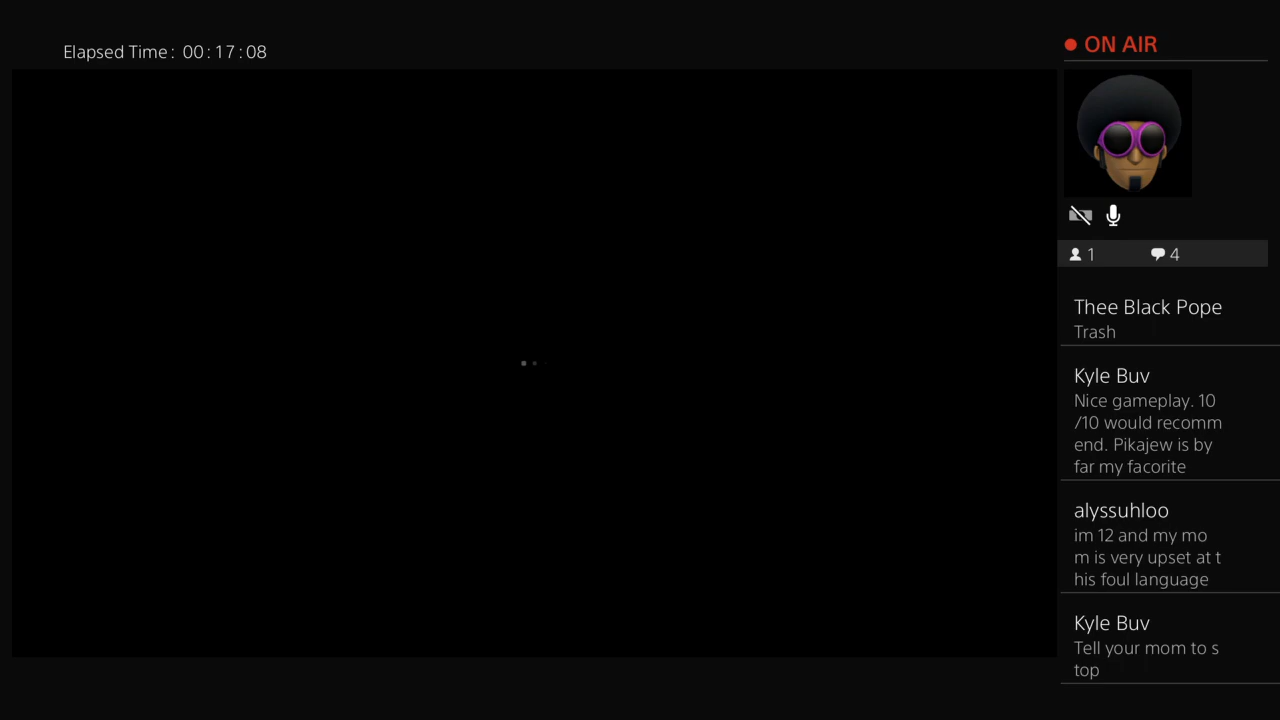 Elapsed Time: 00:17:08
ON AIR
1
4
Thee Black Pope
Trash
Kyle Buv
Nice gameplay. 10
/10 would recomm
end. Pikajew is by
far my facorite
alyssuhloo
im 12 and my mo
m is very upset at t
his foul language
Kyle Buv
Tell your mom to s
top